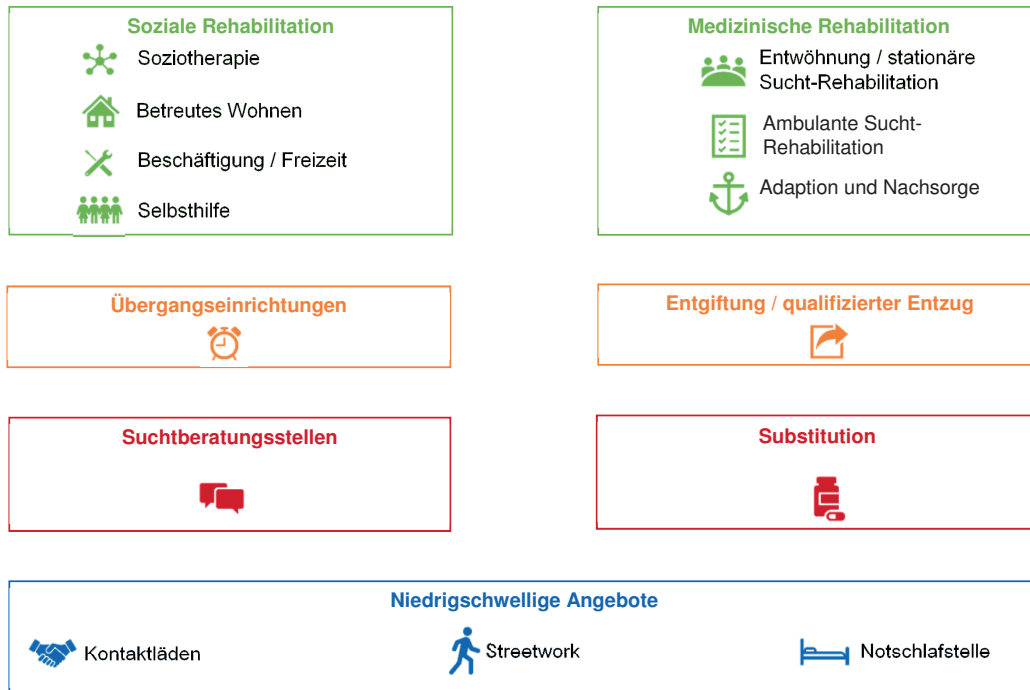 Soziale Rehabilitation
Soziotherapie
Betreutes Wohnen
Beschäftigung / Freizeit
Selbsthilfe
Medizinische Rehabilitation
Entwöhnung / stationäre
Sucht-Rehabilitation
Ambulante Sucht-
Rehabilitation
Adaption und Nachsorge
Übergangseinrichtungen
Entgiftung / qualifizierter Entzug
Suchtberatungsstellen
Substitution
Niedrigschwellige Angebote
Kontaktläden
Streetwork
Notschlafstelle